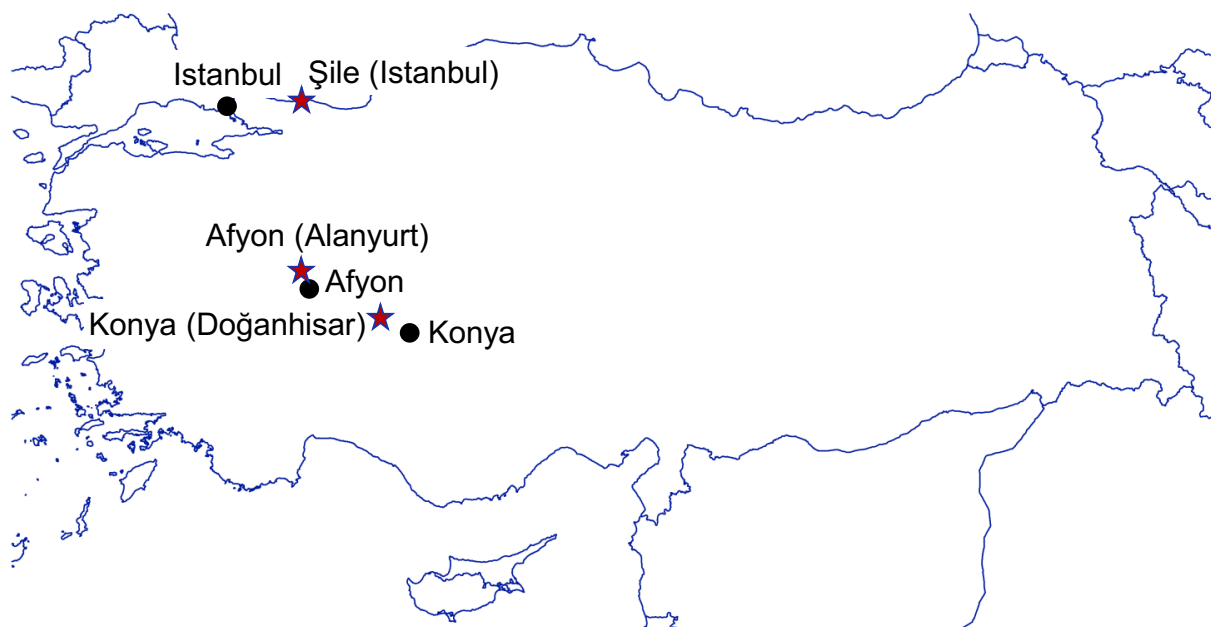 Istanbul
Şile (Istanbul)
Afyon (Alanyurt)
Afyon
Konya (Doğanhisar)
Konya